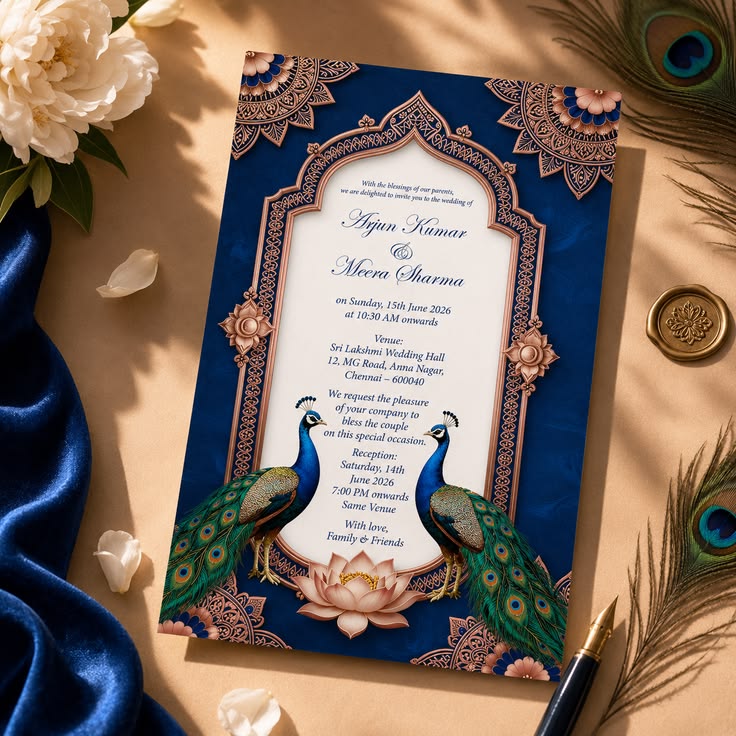 With the blessings of our parents,
we are delighted to invite you to the wedding of
Arjun Kumar
&
Meera Sharma
on Sunday, 15th June 2026
at 10:30 AM onwards
Venue:
Sri Lakshmi Wedding Hall
12, MG Road, Anna Nagar,
Chennai – 600040
We request the pleasure
of your company to
bless the couple
on this special occasion.
Reception:
Saturday, 14th
June 2026
7:00 PM onwards
Same Venue
With love,
Family & Friends